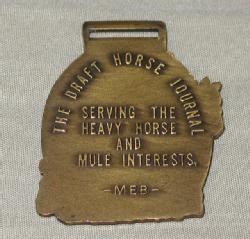 THE DRAFT HORSE JOURNAL
SERVING THE
HEAVY HORSE
AND
MULE INTERESTS.
-MEB-